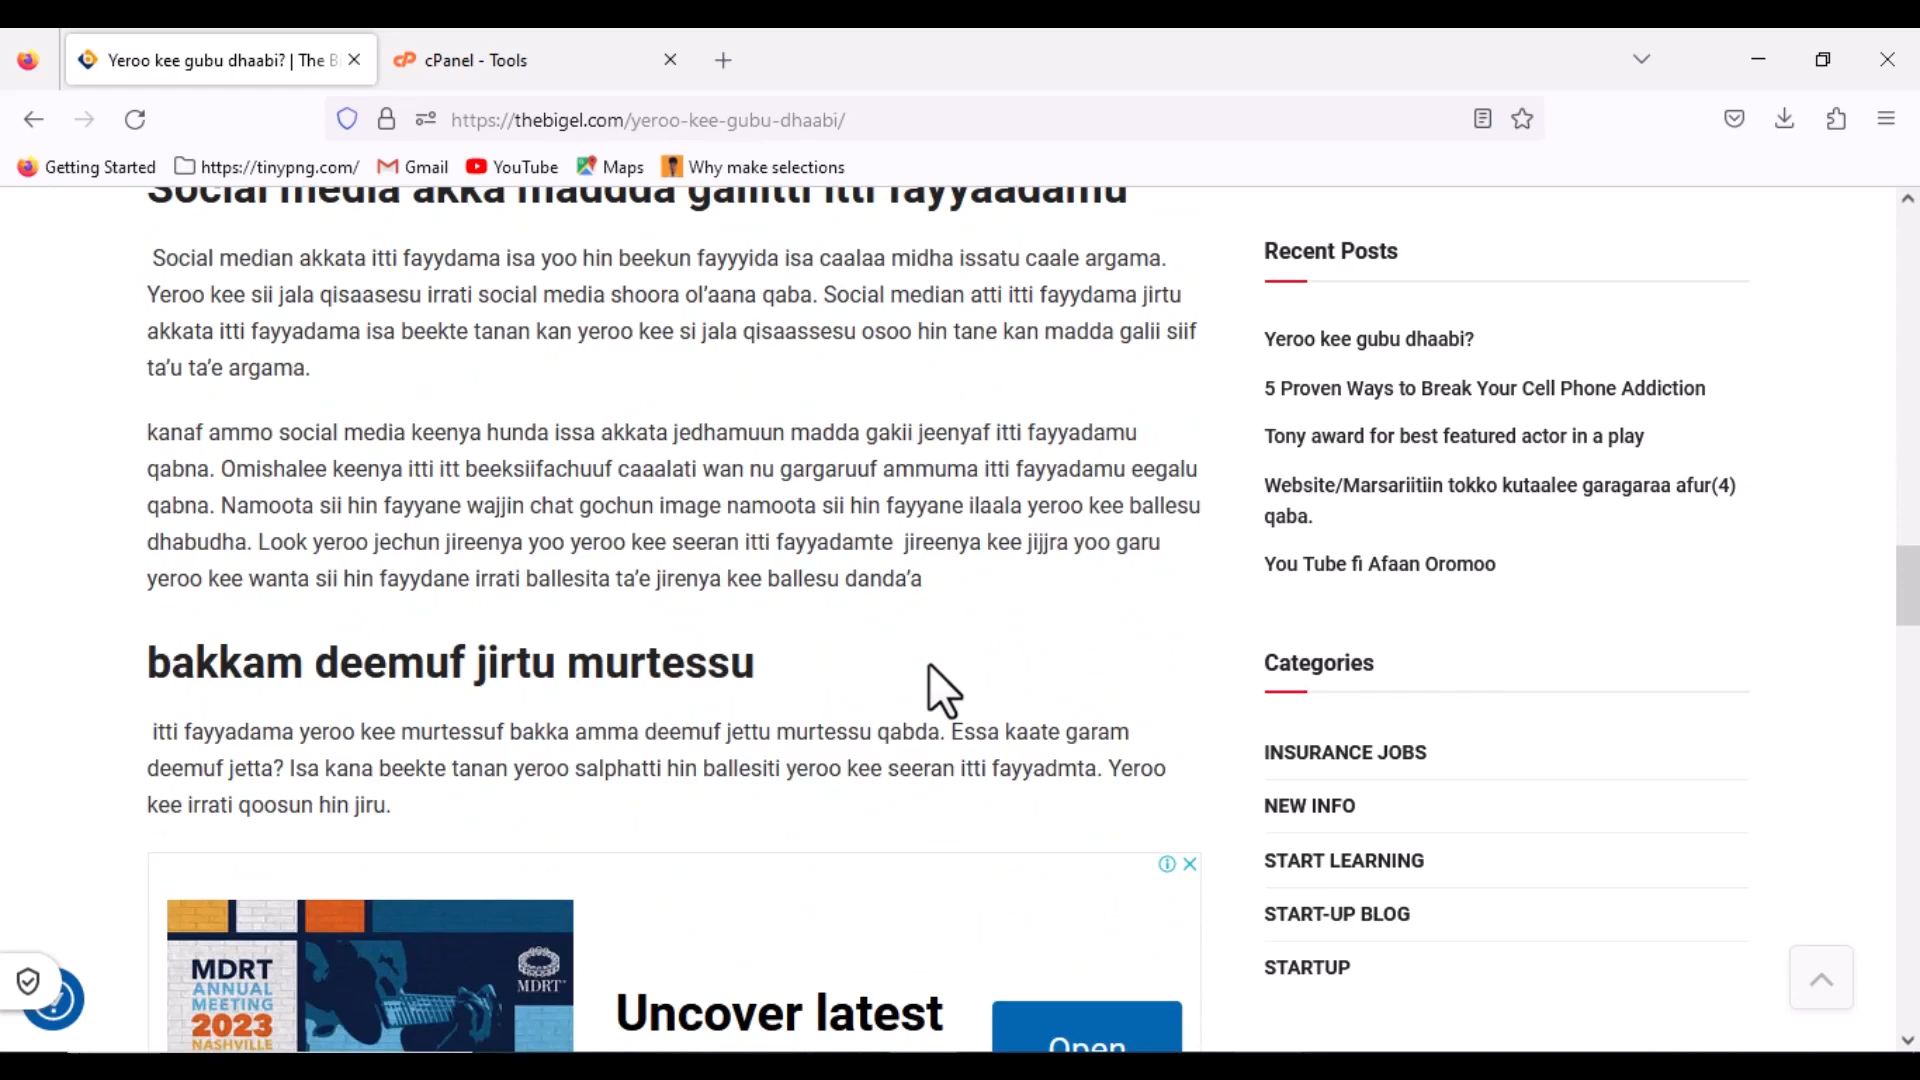 Yeroo kee gubu dhaabi? | The B
cPanel - Tools
https://thebigel.com/yeroo-kee-gubu-dhaabi/
Getting Started
https://tinypng.com/
Gmail
YouTube
Maps
Why make selections
Social media akka maddda galiitti itti fayyaadamu
Social median akkata itti fayydama isa yoo hin beekun fayyyida isa caalaa midha issatu caale argama.
Yeroo kee sii jala qisaasesu irrati social media shoora ol’aana qaba. Social median atti itti fayydama jirtu
akkata itti fayyadama isa beekte tanan kan yeroo kee si jala qisaassesu osoo hin tane kan madda galii siif
ta’u ta’e argama.
kanaf ammo social media keenya hunda issa akkata jedhamuun madda gakii jeenyaf itti fayyadamu
qabna. Omishalee keenya itti itt beeksiifachuuf caaalati wan nu gargaruuf ammuma itti fayyadamu eegalu
qabna. Namoota sii hin fayyane wajjin chat gochun image namoota sii hin fayyane ilaala yeroo kee ballesu
dhabudha. Look yeroo jechun jireenya yoo yeroo kee seeran itti fayyadamte  jireenya kee jijjra yoo garu
yeroo kee wanta sii hin fayydane irrati ballesita ta’e jirenya kee ballesu danda’a
bakkam deemuf jirtu murtessu
itti fayyadama yeroo kee murtessuf bakka amma deemuf jettu murtessu qabda. Essa kaate garam
deemuf jetta? Isa kana beekte tanan yeroo salphatti hin ballesiti yeroo kee seeran itti fayyadmta. Yeroo
kee irrati qoosun hin jiru.
MDRT
ANNUAL
MEETING
2023
NASHVILLE
MDRT
Uncover latest
Open
Recent Posts
Yeroo kee gubu dhaabi?
5 Proven Ways to Break Your Cell Phone Addiction
Tony award for best featured actor in a play
Website/Marsariitiin tokko kutaalee garagaraa afur(4)
qaba.
You Tube fi Afaan Oromoo
Categories
INSURANCE JOBS
NEW INFO
START LEARNING
START-UP BLOG
STARTUP